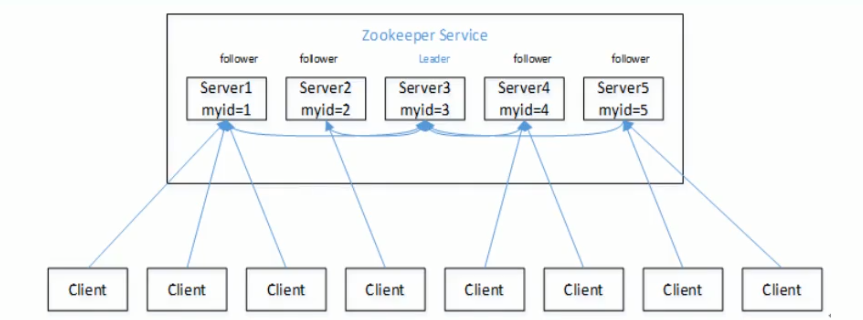 Zookeeper Service
follower follower Leader follower follower
Server1 Server2 Server3 Server4 Server5
myid=1 myid=2 myid=3 myid=4 myid=5
Client Client Client Client Client Client Client Client